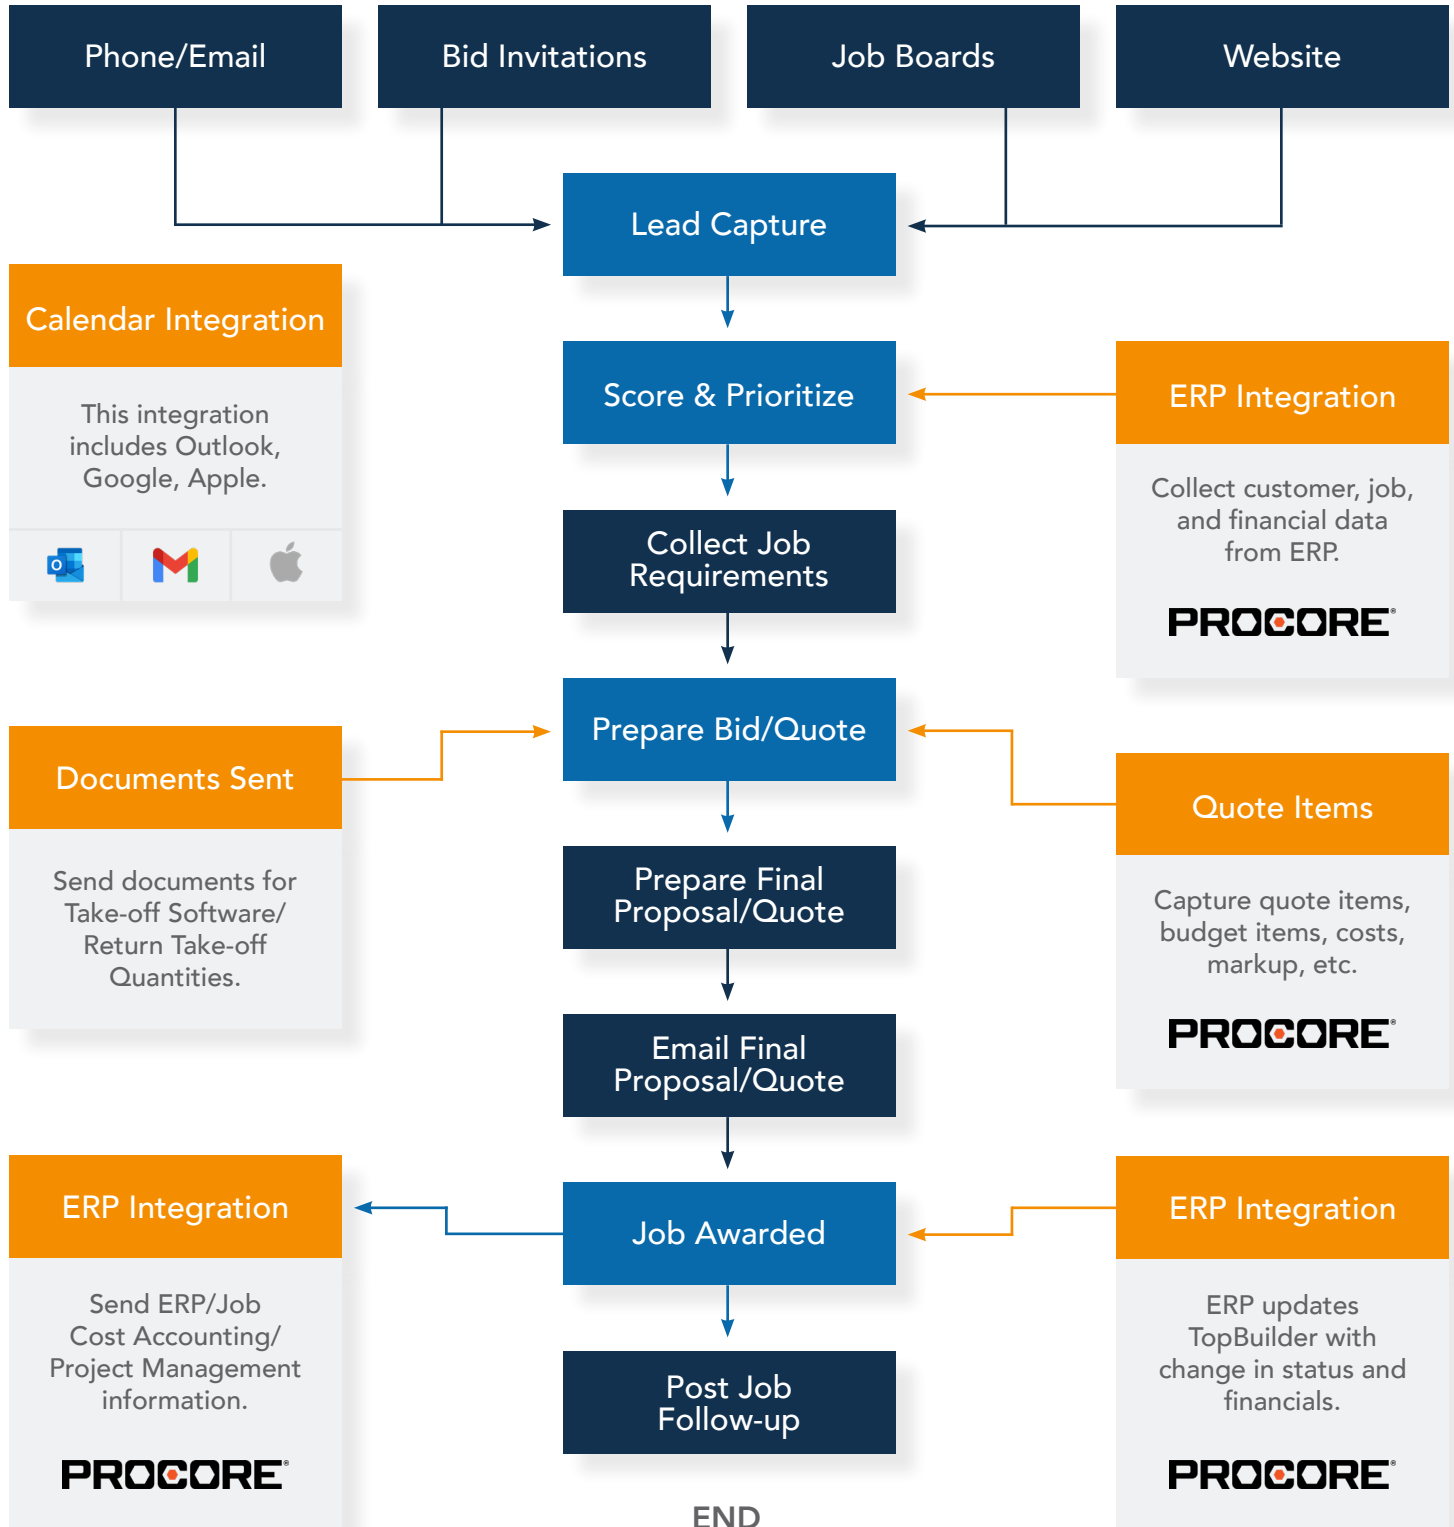 Phone/Email
Bid Invitations
Job Boards
Website
Lead Capture
Calendar Integration
This integration
includes Outlook,
Google, Apple.
Score & Prioritize
ERP Integration
Collect customer, job,
and financial data
from ERP.
PROCORE®
Collect Job
Requirements
Prepare Bid/Quote
Documents Sent
Send documents for
Take-off Software/
Return Take-off
Quantities.
Quote Items
Capture quote items,
budget items, costs,
markup, etc.
PROCORE®
Prepare Final
Proposal/Quote
Email Final
Proposal/Quote
Job Awarded
ERP Integration
Send ERP/Job
Cost Accounting/
Project Management
information.
PROCORE®
ERP Integration
ERP updates
TopBuilder with
change in status and
financials.
PROCORE®
Post Job
Follow-up
END